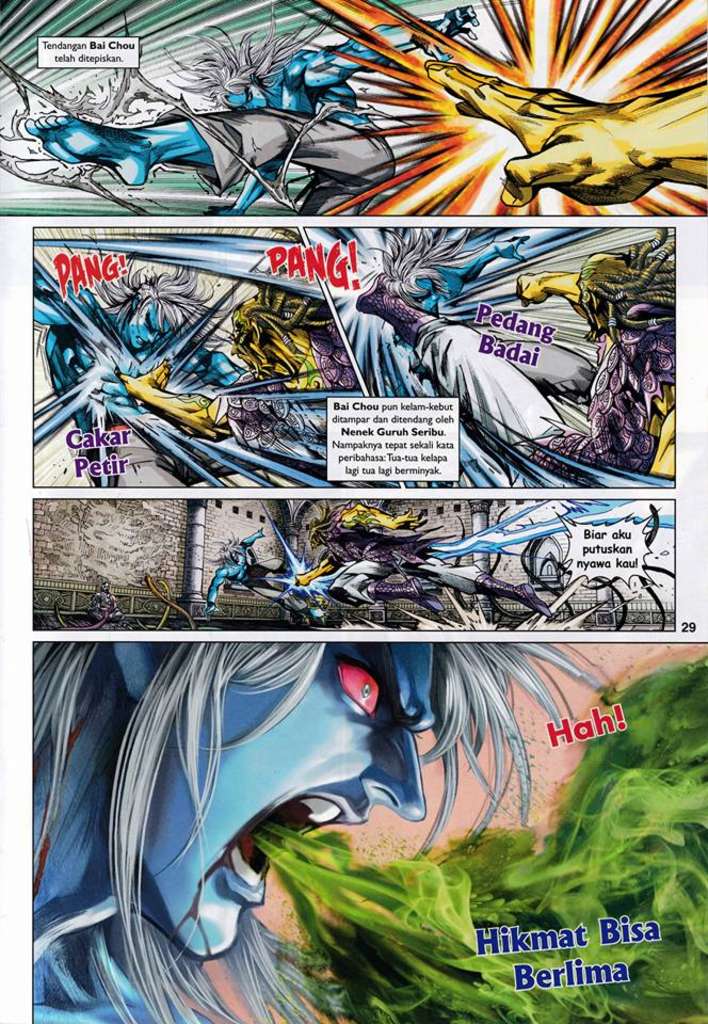 Tendangan Bai Chou
telah ditepiskan.
PANG!
PANG!
Pedang
Badai
Cakar
Petir
Bai Chou pun kelam-kebut
ditampar dan ditendang oleh
Nenek Guruh Seribu.
Nampaknya tepat sekali kata
peribahasa: Tua-tua kelapa
lagi tua lagi berminyak.
Biar aku
putuskan
nyawa kau!
29
Hah!
Hikmat Bisa
Berlima